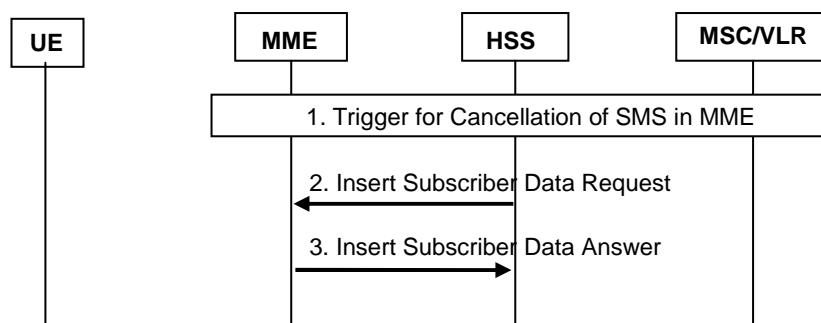 UE
MME
HSS
MSC/VLR
1. Trigger for Cancellation of SMS in MME
2. Insert Subscriber Data Request
3. Insert Subscriber Data Answer